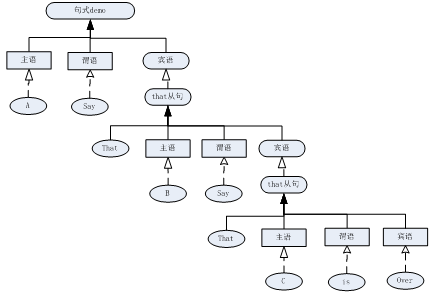 句式demo
主语 谓语 宾语
A Say that从句
That 主语 谓语 宾语
B Say that从句
That 主语 谓语 宾语
C is Over